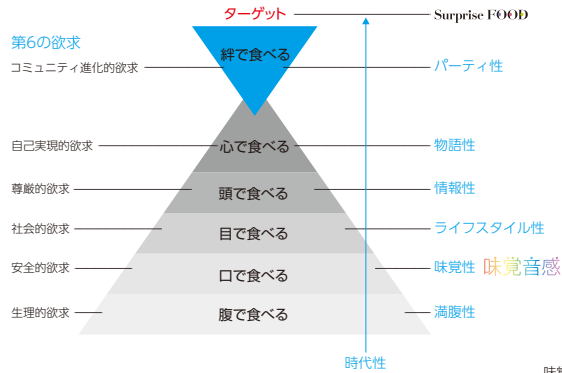 ターゲット
Surprise FOOD
第6の欲求
コミュニティ進化的欲求
絆で食べる
パーティ性
自己実現的欲求
心で食べる
物語性
尊厳的欲求
頭で食べる
情報性
社会的欲求
目で食べる
ライフスタイル性
安全的欲求
口で食べる
味覚性 味覚音感
生理的欲求
腹で食べる
満腹性
時代性